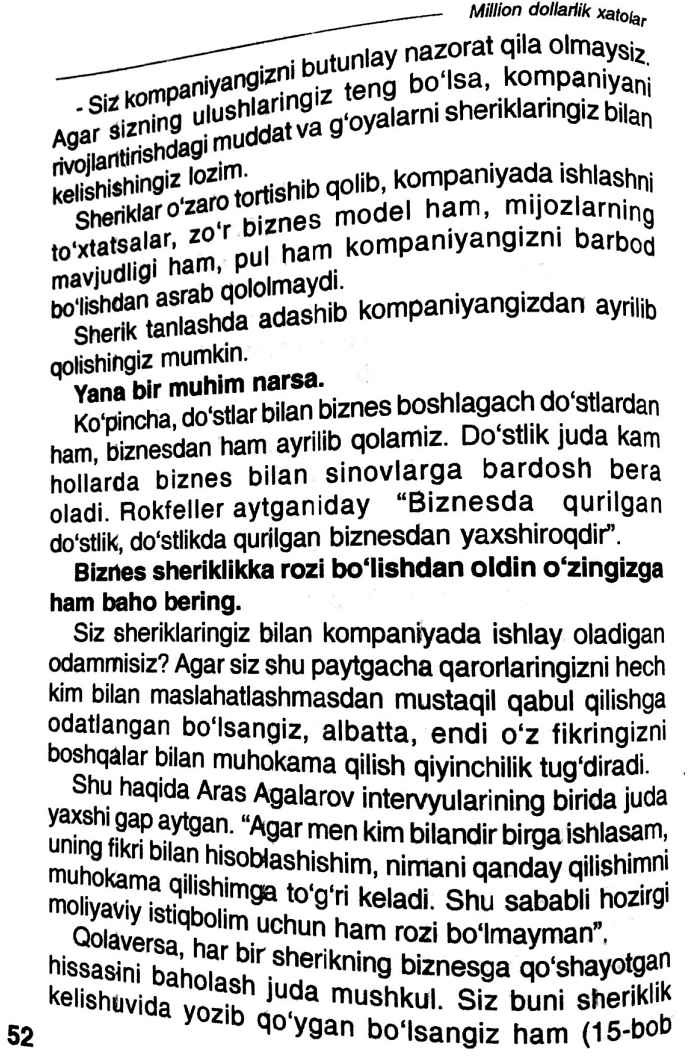 Million dollarlik xatolar
- Siz kompaniyangizni butunlay nazorat qila olmaysiz.
Agar sizning ulushlaringiz teng bo‘lsa, kompaniyani
rivojlantirishdagi muddat va g‘oyalarni sheriklaringiz bilan
kelishishingiz lozim.
Sheriklar o‘zaro tortishib qolib, kompaniyada ishlashni
to‘xtatsalar, zo‘r biznes model ham, mijozlarning
mavjudligi ham, pul ham kompaniyangizni barbod
bo‘lishdan asrab qololmaydi.
Sherik tanlashda adashib kompaniyangizdan ayrilib
qolishingiz mumkin.
Yana bir muhim narsa.
Ko‘pincha, do‘stlar bilan biznes boshlagach do‘stlardan
ham, biznesdan ham ayrilib qolamiz. Do‘stlik juda kam
hollarda biznes bilan sinovlarga bardosh bera
oladi. Rokfeller aytganiday “Biznesda qurilgan
do‘stlik, do‘stlikda qurilgan biznesdan yaxshiroqdir”.
Biznes sheriklikka rozi bo‘lishdan oldin o‘zingizga
ham baho bering.
Siz sheriklaringiz bilan kompaniyada ishlay oladigan
odammisiz? Agar siz shu paytgacha qarorlaringizni hech
kim bilan maslahatlashmasdan mustaqil qabul qilishga
odatlangan bo‘lsangiz, albatta, endi o‘z fikringizni
boshqalar bilan muhokama qilish qiyinchilik tug‘diradi.
Shu haqida Aras Agalarov intervyularining birida juda
yaxshi gap aytgan. “Agar men kim bilandir birga ishlasam,
uning fikri bilan hisoblashishim, nimani qanday qilishimni
muhokama qilishimga to‘g‘ri keladi. Shu sababli hozirgi
moliyaviy istiqbolim uchun ham rozi bo‘lmayman”.
Qolaversa, har bir sherikning biznesga qo‘shayotgan
hissasini baholash juda mushkul. Siz buni sheriklik
kelishuvida yozib qo‘ygan bo‘lsangiz ham (15-bob
52